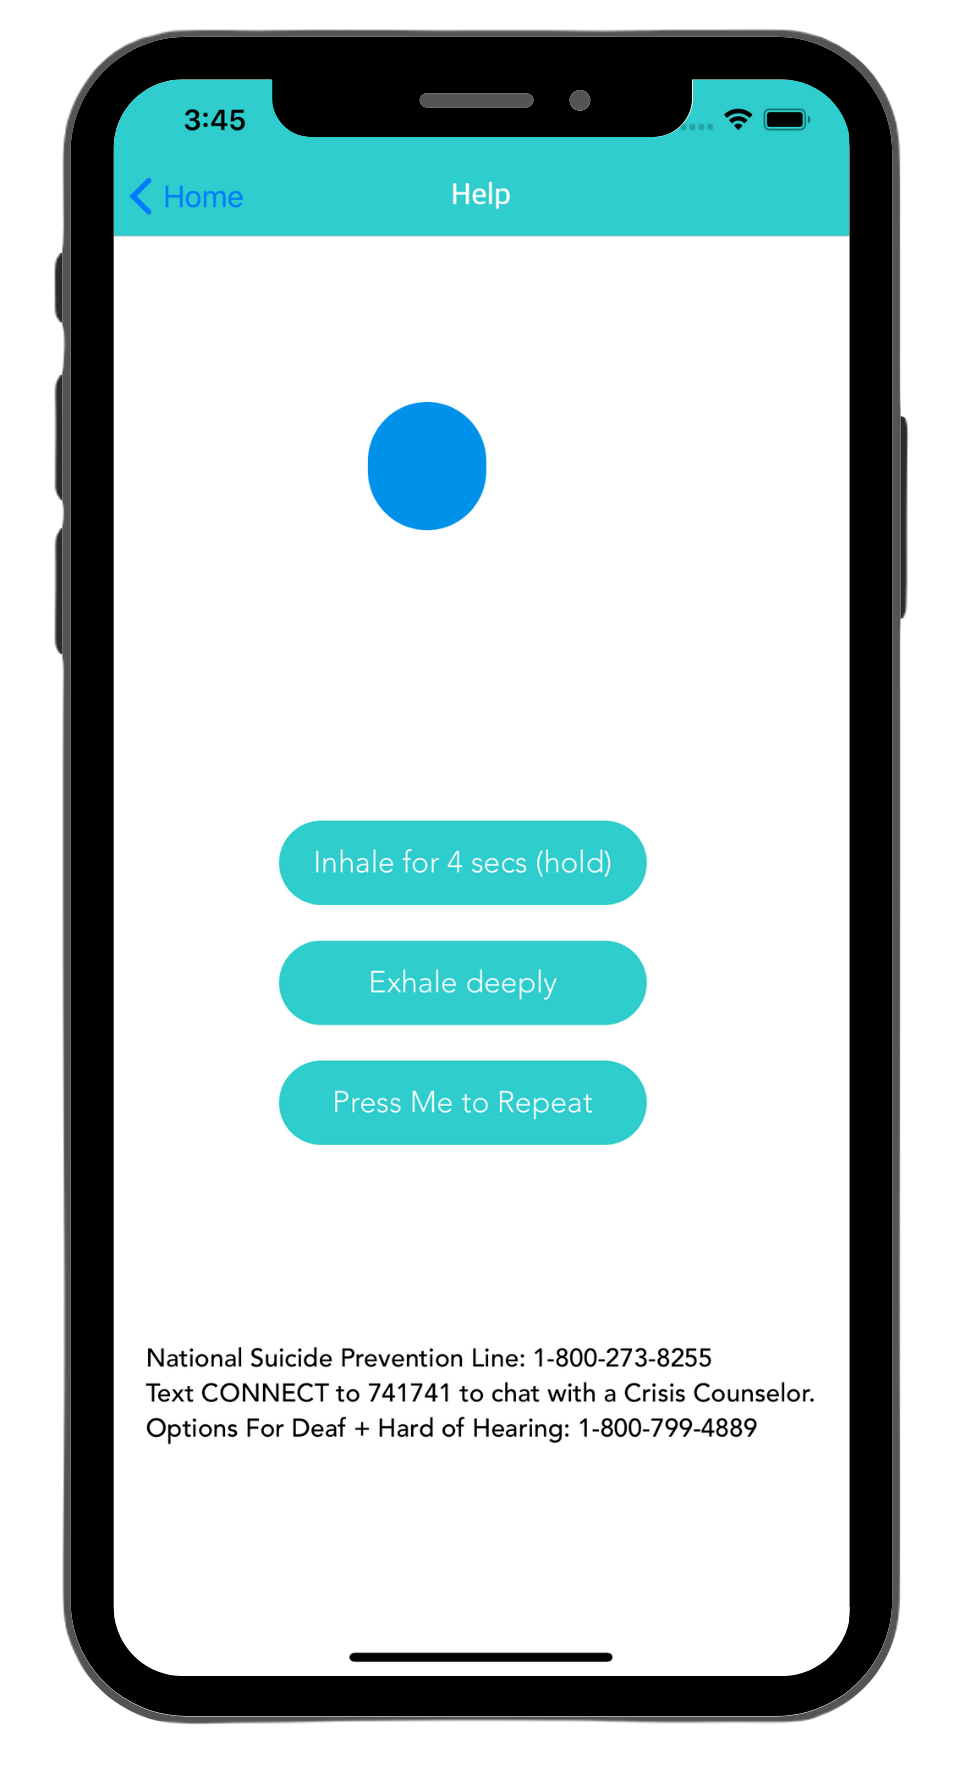 3:45
Home
Help
Inhale for 4 secs (hold)
Exhale deeply
Press Me to Repeat
National Suicide Prevention Line: 1-800-273-8255
Text CONNECT to 741741 to chat with a Crisis Counselor.
Options For Deaf + Hard of Hearing: 1-800-799-4889